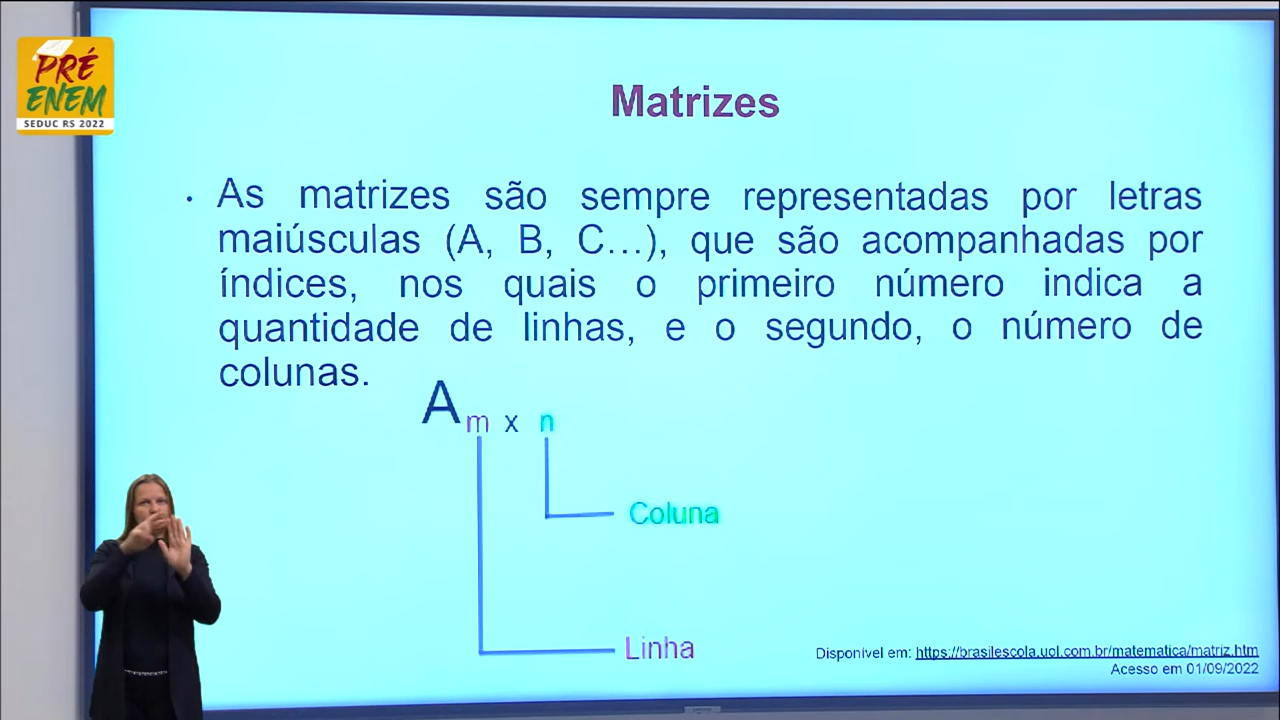 PRÉ
ENEM
SEDUC RS 2022
Matrizes
• As matrizes são sempre representadas por letras
maiúsculas (A, B, C…), que são acompanhadas por
índices, nos quais o primeiro número indica a
quantidade de linhas, e o segundo, o número de
colunas.
A m x n
Coluna
Linha
Disponível em: https://brasilescola.uol.com.br/matematica/matriz.htm
Acesso em 01/09/2022